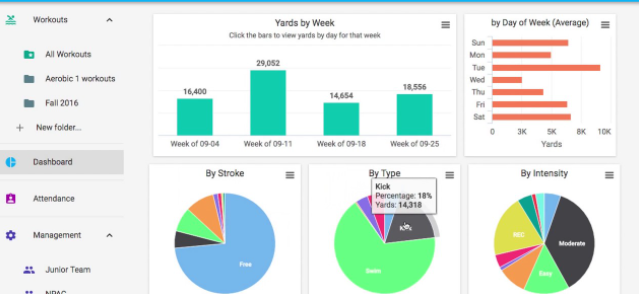 Workouts
All Workouts
Aerobic 1 workouts
Fall 2016
New folder...
Dashboard
Attendance
Management
Junior Team
NPAC
Yards by Week
Click the bars to view yards by day for that week
16,400
29,052
14,654
18,556
Week of 09-04
Week of 09-11
Week of 09-18
Week of 09-25
by Day of Week (Average)
Sun
Mon
Tue
Wed
Thu
Fri
Sat
0
3K
5K
8K
10K
Yards
By Stroke
Free
By Type
Kick
Percentage: 18%
Yards: 14,318
Kick
Swim
By Intensity
Moderate
Easy
REC